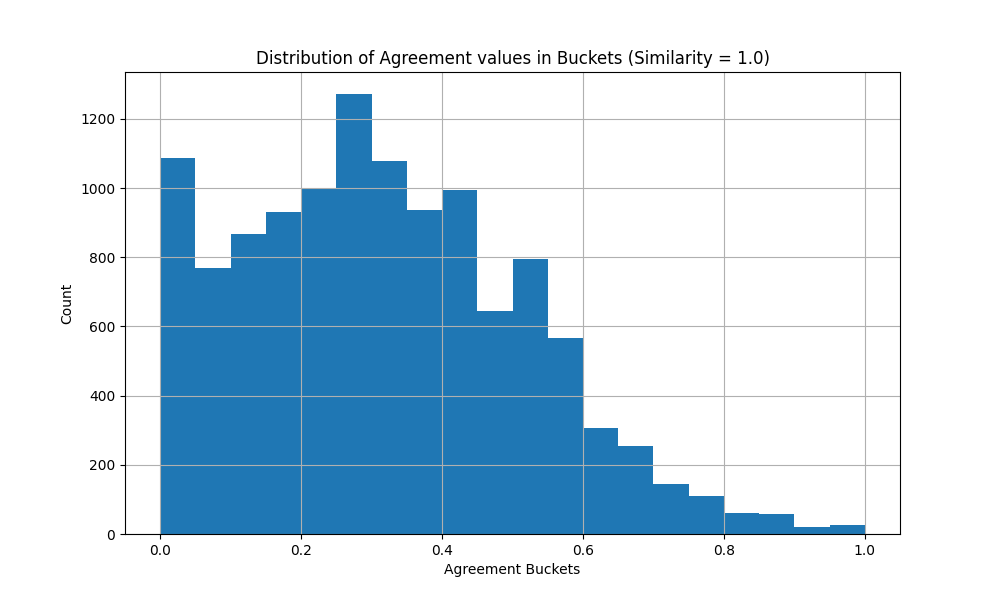 Distribution of Agreement values in Buckets (Similarity = 1.0)
1200
1000
800
600
400
200
0
Count
0.0 0.2 0.4 0.6 0.8 1.0
Agreement Buckets